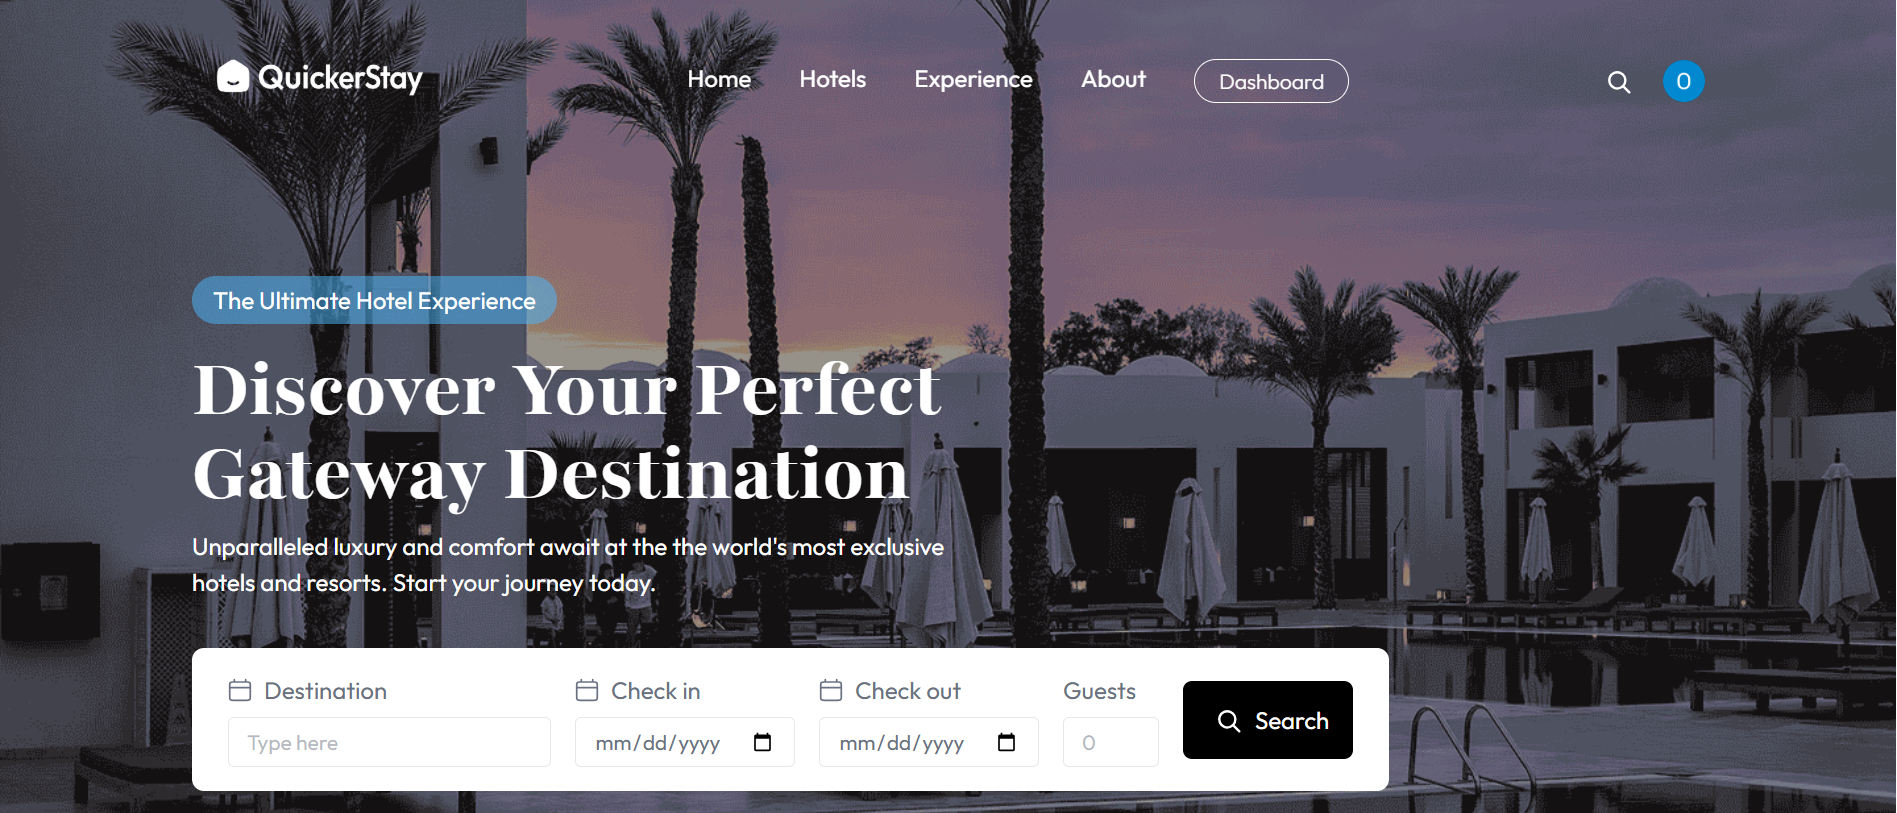 QuickerStay
Home Hotels Experience About Dashboard 0
The Ultimate Hotel Experience
Discover Your Perfect
Gateway Destination
Unparalleled luxury and comfort await at the the world's most exclusive
hotels and resorts. Start your journey today.
Destination Check in Check out Guests
Type here mm/dd/yyyy mm/dd/yyyy 0 Search